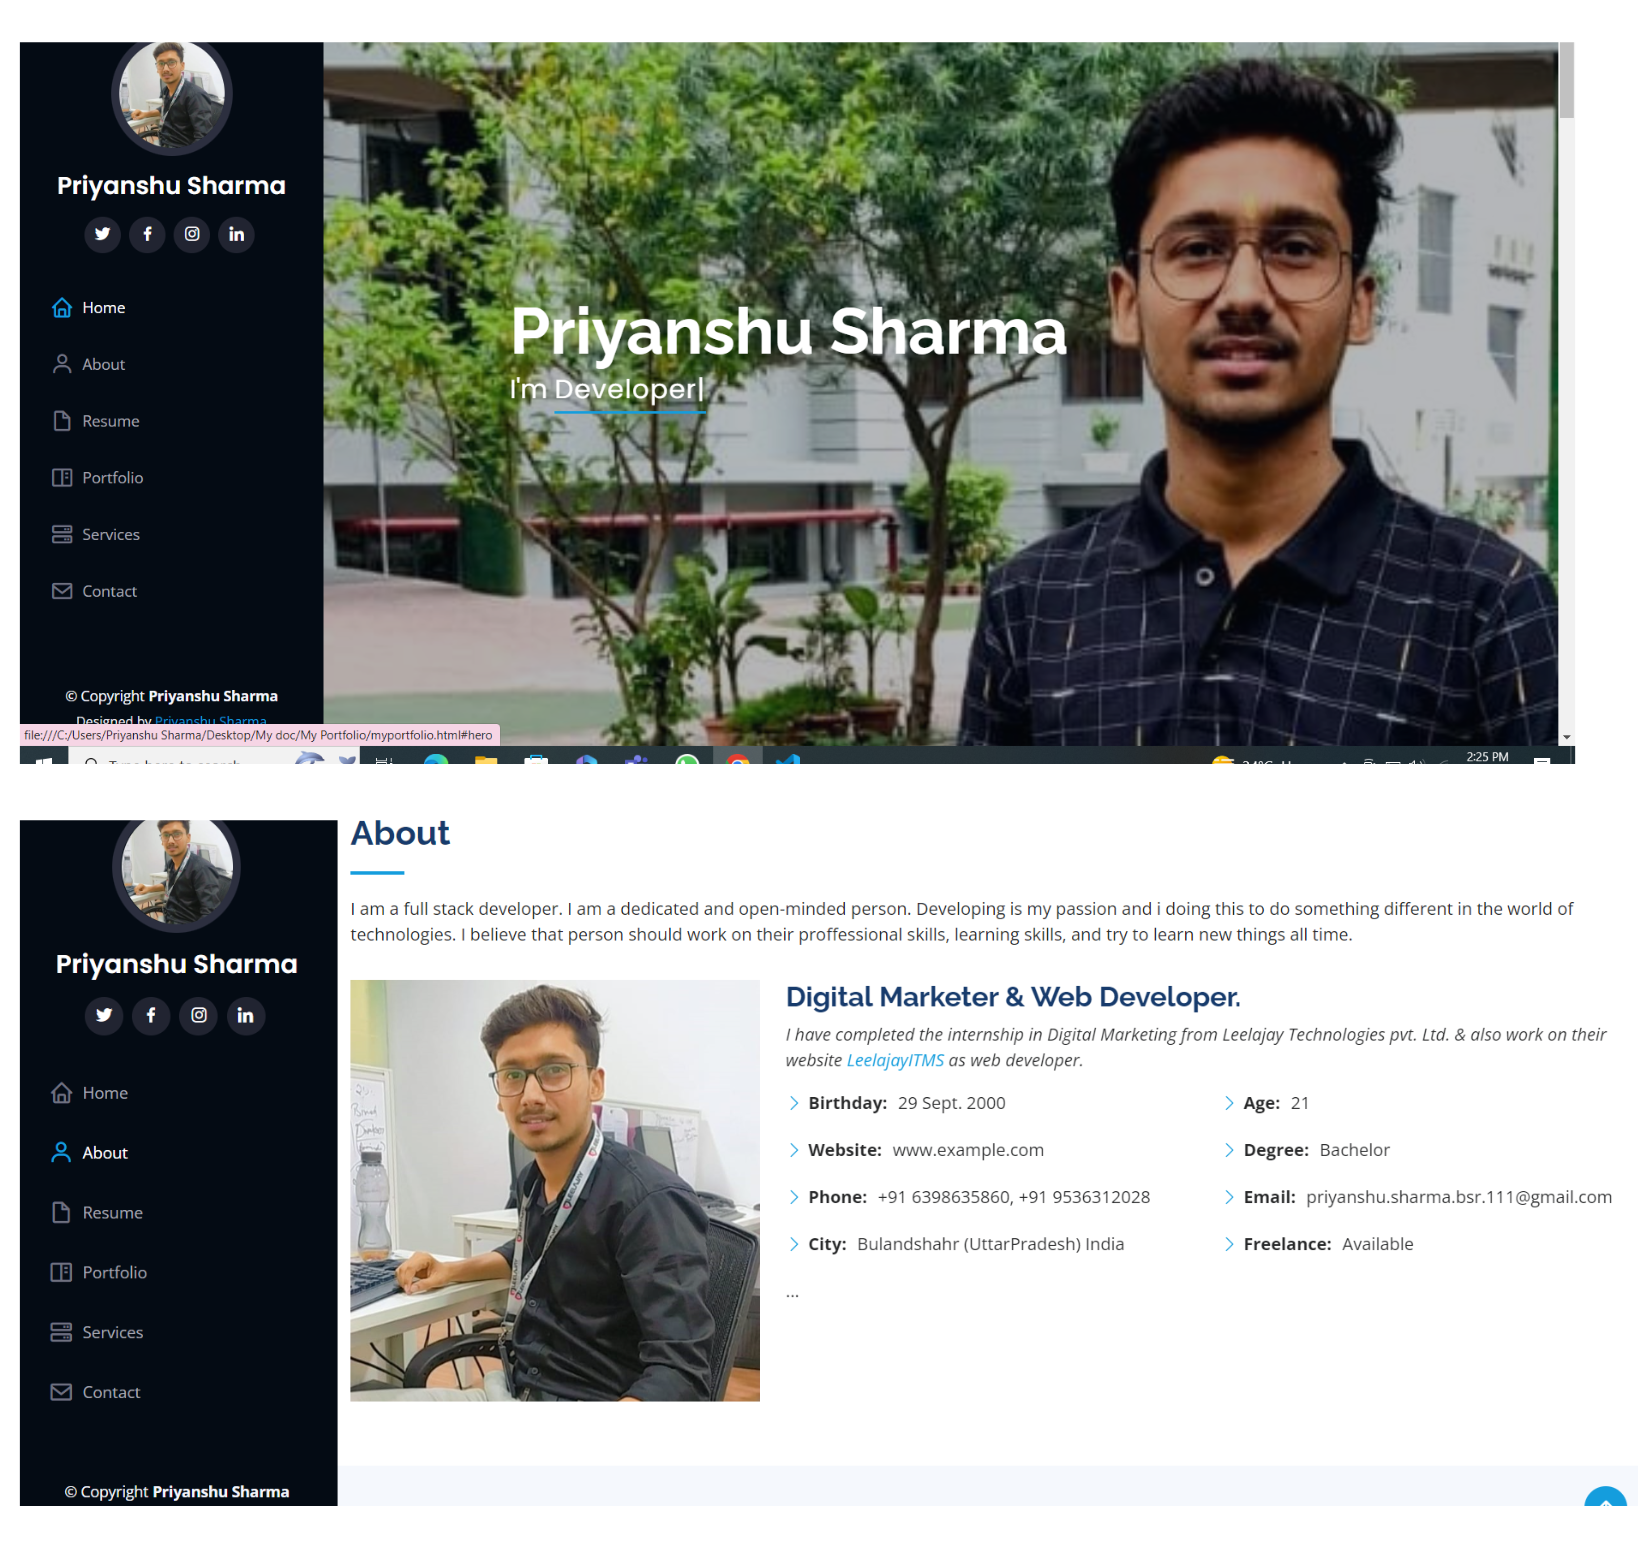 Priyanshu Sharma
Home
About
Resume
Portfolio
Services
Contact
© Copyright Priyanshu Sharma
Designed by Priyanshu Sharma
file:///C:/Users/Priyanshu Sharma/Desktop/My doc/My Portfolio/myportfolio.html#hero
Priyanshu Sharma
I'm Developer|
Type here to search
2:25 PM
Priyanshu Sharma
Home
About
Resume
Portfolio
Services
Contact
© Copyright Priyanshu Sharma
About
I am a full stack developer. I am a dedicated and open-minded person. Developing is my passion and i doing this to do something different in the world of
technologies. I believe that person should work on their proffessional skills, learning skills, and try to learn new things all time.
Digital Marketer & Web Developer.
I have completed the internship in Digital Marketing from Leelajay Technologies pvt. Ltd. & also work on their
website LeelajayITMS as web developer.
Birthday: 29 Sept. 2000
Age: 21
Website: www.example.com
Degree: Bachelor
Phone: +91 6398635860, +91 9536312028
Email: priyanshu.sharma.bsr.111@gmail.com
City: Bulandshahr (UttarPradesh) India
Freelance: Available
...